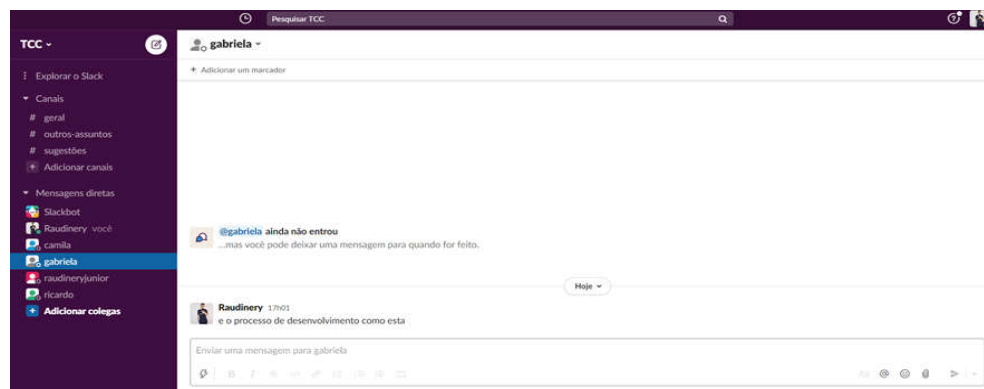 Pesquisar TCC
TCC
gabriela
Adicionar um marcador
Explorar o Slack
Canais
# geral
# outros-assuntos
# sugestões
+ Adicionar canais
Mensagens diretas
Slackbot
Raudinery você
camila
gabriela
raudineryjunior
ricardo
+ Adicionar colegas
@gabriela ainda não entrou
...mas você pode deixar uma mensagem para quando for feito.
Hoje
Raudinery 17h01
e o processo de desenvolvimento como esta
Enviar uma mensagem para gabriela